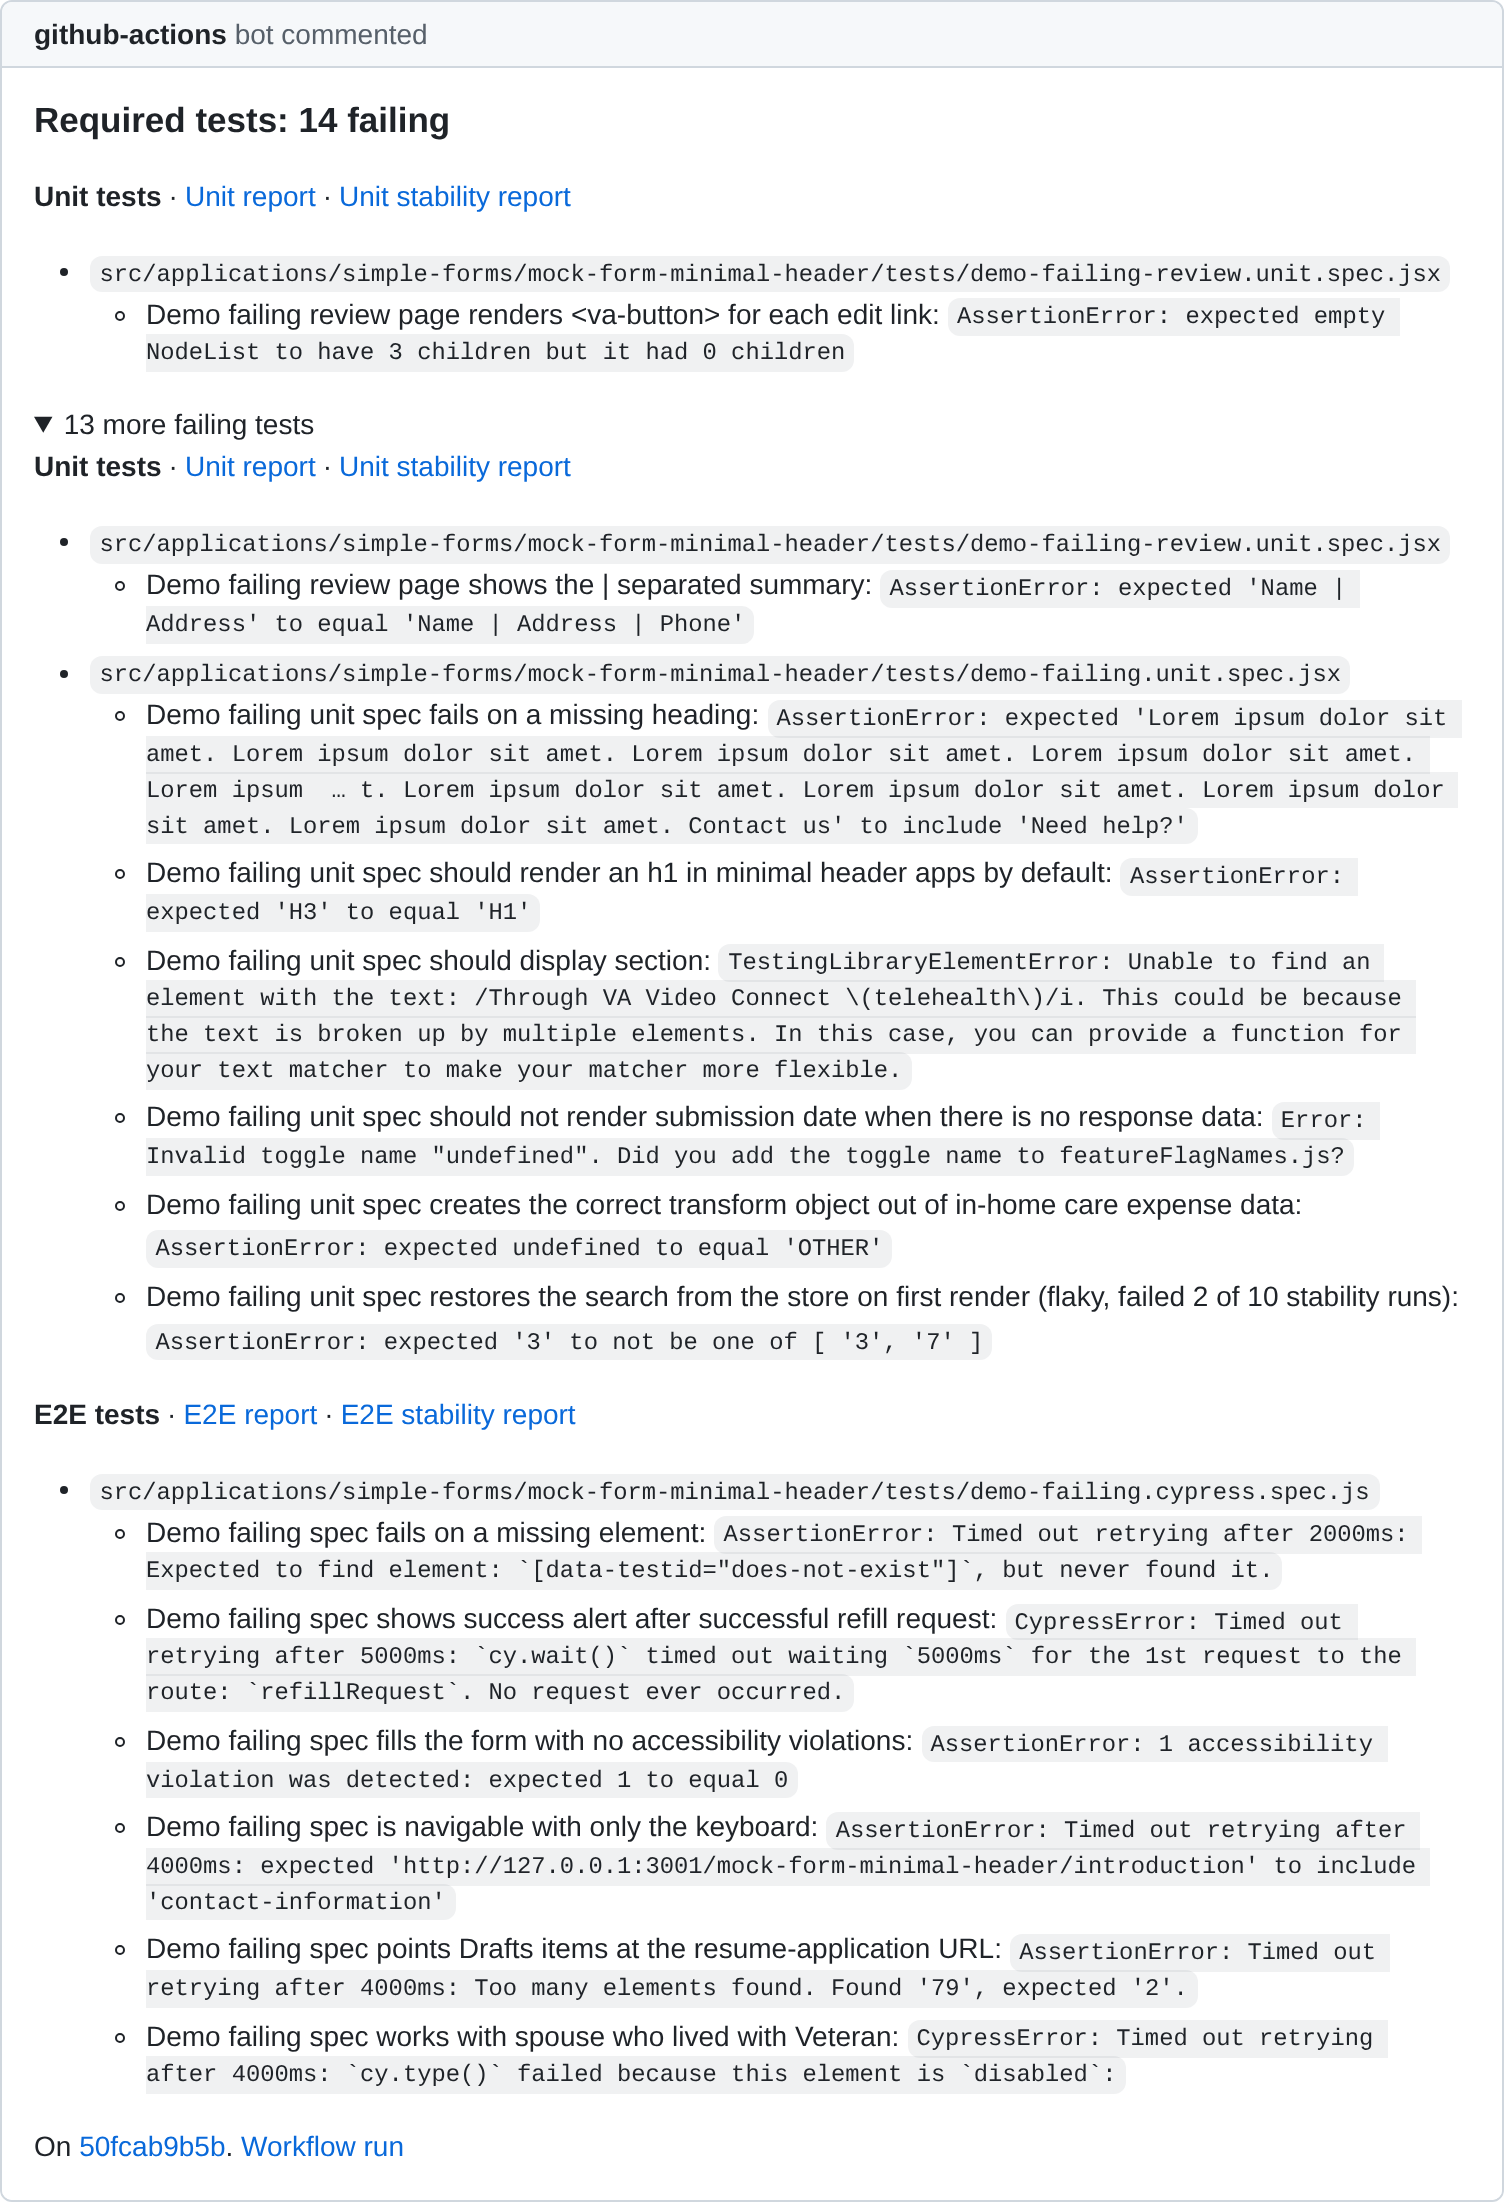 github-actions bot commented
Required tests: 14 failing
Unit tests · Unit report · Unit stability report
src/applications/simple-forms/mock-form-minimal-header/tests/demo-failing-review.unit.spec.jsx
Demo failing review page renders <va-button> for each edit link: AssertionError: expected empty
NodeList to have 3 children but it had 0 children
▼ 13 more failing tests
Unit tests · Unit report · Unit stability report
src/applications/simple-forms/mock-form-minimal-header/tests/demo-failing-review.unit.spec.jsx
Demo failing review page shows the | separated summary: AssertionError: expected 'Name |
Address' to equal 'Name | Address | Phone'
src/applications/simple-forms/mock-form-minimal-header/tests/demo-failing.unit.spec.jsx
Demo failing unit spec fails on a missing heading: AssertionError: expected 'Lorem ipsum dolor sit
amet. Lorem ipsum dolor sit amet. Lorem ipsum dolor sit amet. Lorem ipsum dolor sit amet.
Lorem ipsum  … t. Lorem ipsum dolor sit amet. Lorem ipsum dolor sit amet. Lorem ipsum dolor
sit amet. Lorem ipsum dolor sit amet. Contact us' to include 'Need help?'
Demo failing unit spec should render an h1 in minimal header apps by default: AssertionError:
expected 'H3' to equal 'H1'
Demo failing unit spec should display section: TestingLibraryElementError: Unable to find an
element with the text: /Through VA Video Connect \(telehealth\)/i. This could be because
the text is broken up by multiple elements. In this case, you can provide a function for
your text matcher to make your matcher more flexible.
Demo failing unit spec should not render submission date when there is no response data: Error:
Invalid toggle name "undefined". Did you add the toggle name to featureFlagNames.js?
Demo failing unit spec creates the correct transform object out of in-home care expense data:
AssertionError: expected undefined to equal 'OTHER'
Demo failing unit spec restores the search from the store on first render (flaky, failed 2 of 10 stability runs):
AssertionError: expected '3' to not be one of [ '3', '7' ]
E2E tests · E2E report · E2E stability report
src/applications/simple-forms/mock-form-minimal-header/tests/demo-failing.cypress.spec.js
Demo failing spec fails on a missing element: AssertionError: Timed out retrying after 2000ms:
Expected to find element: `[data-testid="does-not-exist"]`, but never found it.
Demo failing spec shows success alert after successful refill request: CypressError: Timed out
retrying after 5000ms: `cy.wait()` timed out waiting `5000ms` for the 1st request to the
route: `refillRequest`. No request ever occurred.
Demo failing spec fills the form with no accessibility violations: AssertionError: 1 accessibility
violation was detected: expected 1 to equal 0
Demo failing spec is navigable with only the keyboard: AssertionError: Timed out retrying after
4000ms: expected 'http://127.0.0.1:3001/mock-form-minimal-header/introduction' to include
'contact-information'
Demo failing spec points Drafts items at the resume-application URL: AssertionError: Timed out
retrying after 4000ms: Too many elements found. Found '79', expected '2'.
Demo failing spec works with spouse who lived with Veteran: CypressError: Timed out retrying
after 4000ms: `cy.type()` failed because this element is `disabled`:
On 50fcab9b5b. Workflow run